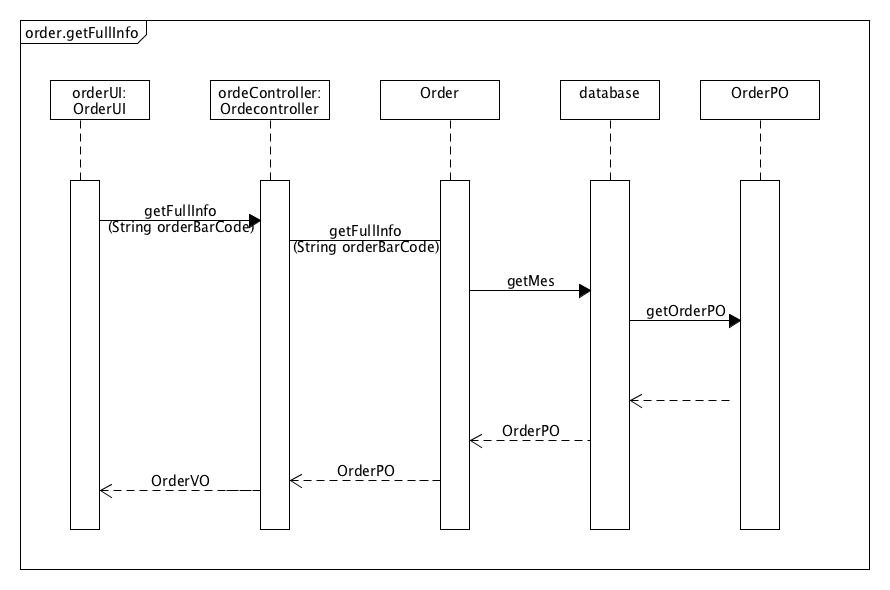 order.getFullInfo
orderUI:
OrderUI
ordeController:
Ordecontroller
Order
database
OrderPO
getFullInfo
(String orderBarCode)
getFullInfo
(String orderBarCode)
getMes
getOrderPO
OrderPO
OrderPO
OrderVO